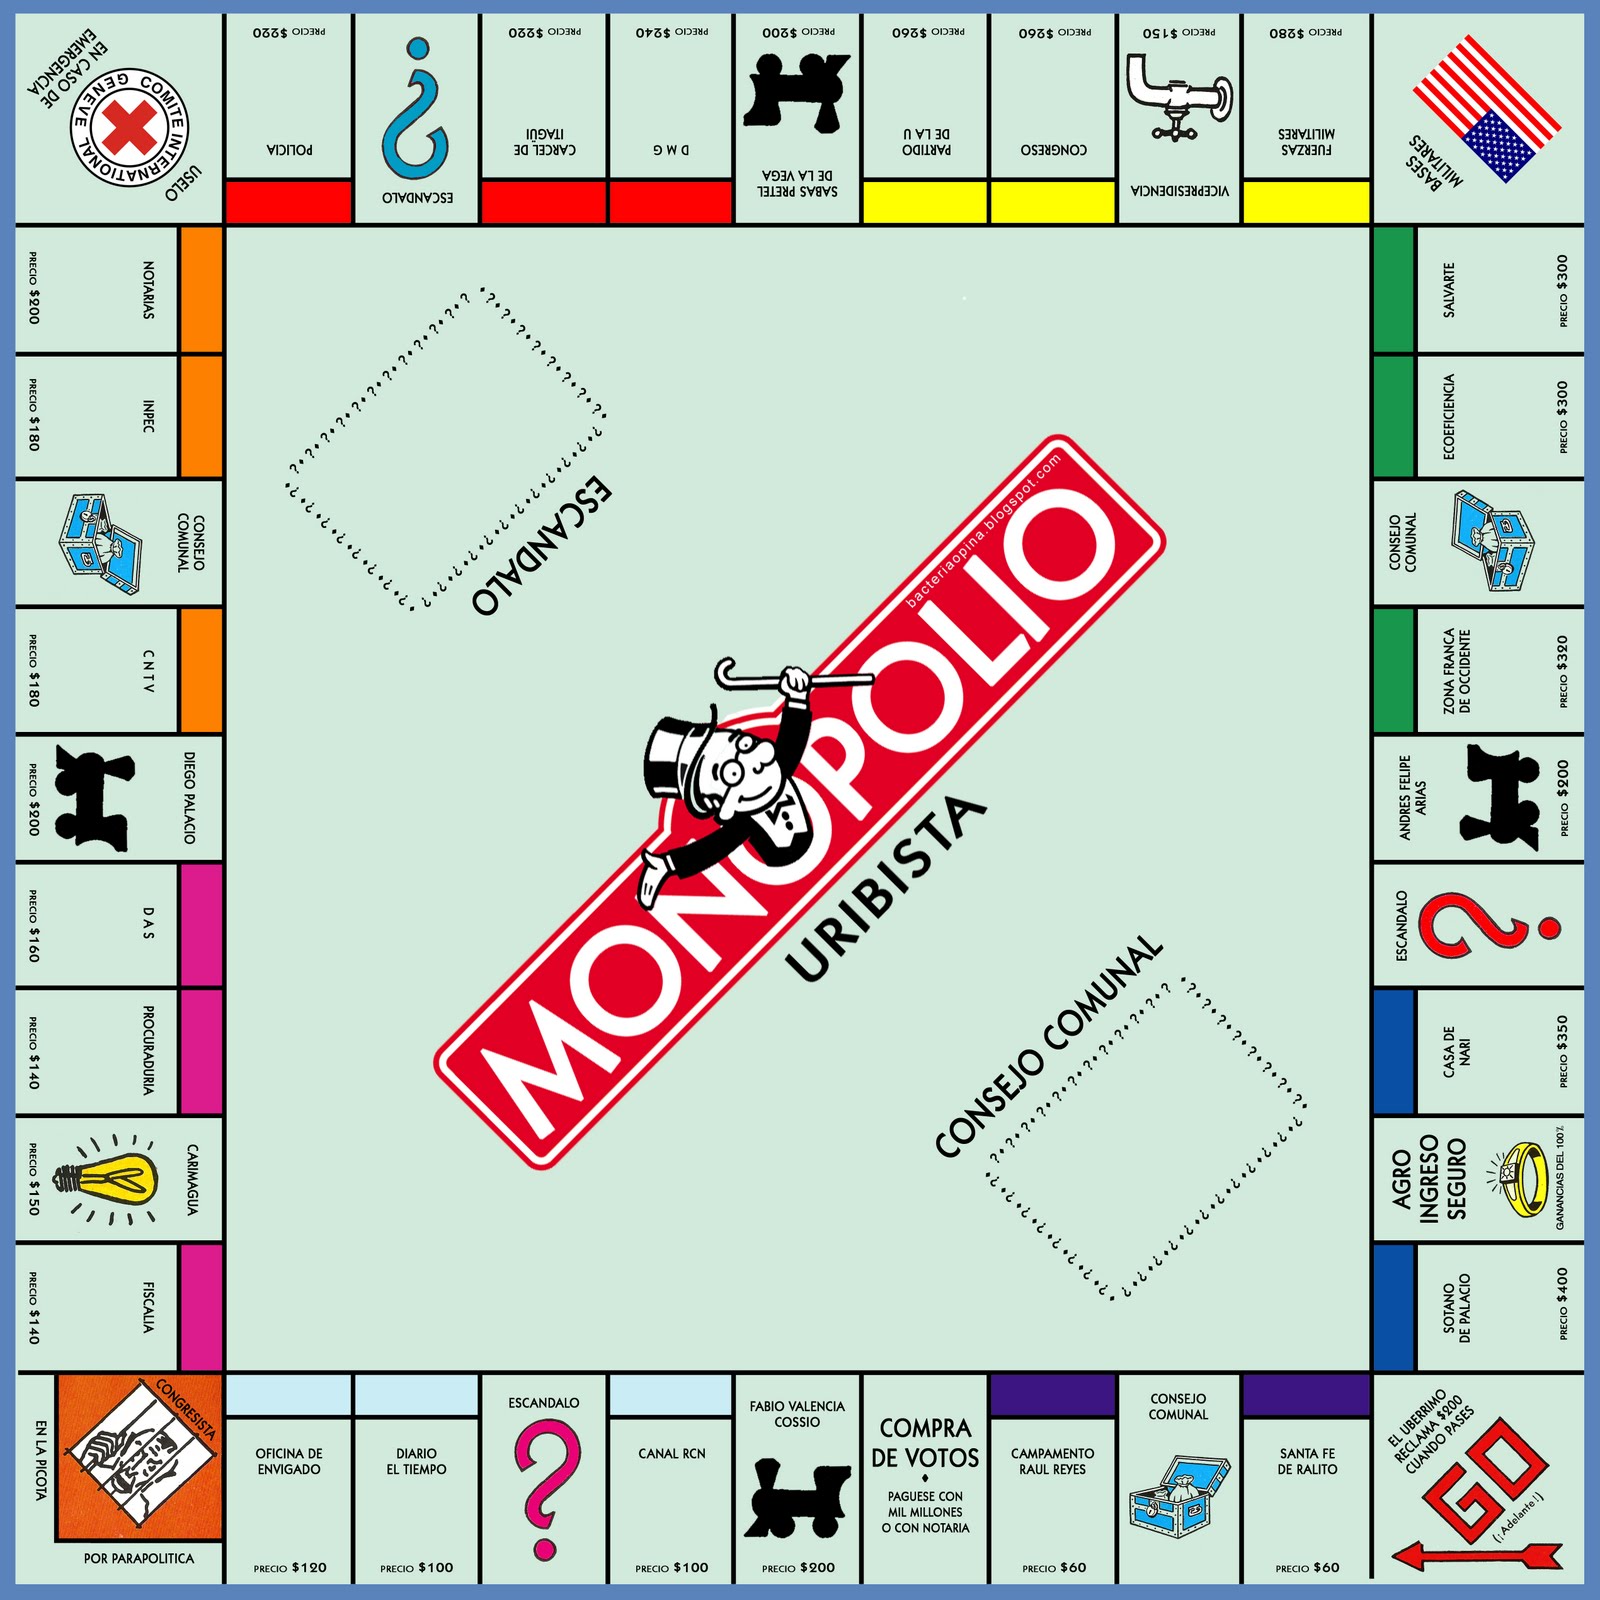 EN CASO DE
EMERGENCIA
COMITE INTERNATIONAL GENEVE
USELO
PRECIO $220
POLICIA
ESCANDALO
PRECIO $220
CARCEL DE
ITAGÜI
PRECIO $240
D M G
PRECIO $200
SABAS PRETEL
DE LA VEGA
PRECIO $260
PARTIDO
DE LA U
PRECIO $260
CONGRESO
PRECIO $150
VICEPRESIDENCIA
PRECIO $280
FUERZAS
MILITARES
BASES
MILITARES
NOTARIAS
PRECIO $200
INPEC
PRECIO $180
CONSEJO
COMUNAL
C N T V
PRECIO $180
DIEGO PALACIO
PRECIO $200
D A S
PRECIO $160
PROCURADURIA
PRECIO $140
CARIMAGUA
PRECIO $150
FISCALIA
PRECIO $140
ESCANDALO
bacteriaopina.blogspot.com
MONOPOLIO
URIBISTA
CONSEJO COMUNAL
SALVARTE
PRECIO $300
ECOEFICIENCIA
PRECIO $300
CONSEJO
COMUNAL
ZONA FRANCA
DE OCCIDENTE
PRECIO $320
ANDRES FELIPE
ARIAS
PRECIO $200
ESCANDALO
CASA DE
NARI
PRECIO $350
AGRO
INGRESO
SEGURO
GANANCIAS DEL 100%
SOTANO
DE PALACIO
PRECIO $400
CONGRESISTA
EN LA PICOTA
POR PARAPOLITICA
OFICINA DE
ENVIGADO
PRECIO $120
DIARIO
EL TIEMPO
PRECIO $100
ESCANDALO
CANAL RCN
PRECIO $100
FABIO VALENCIA
COSSIO
PRECIO $200
COMPRA
DE VOTOS
PAGUESE CON
MIL MILLONES
O CON NOTARIA
CAMPAMENTO
RAUL REYES
PRECIO $60
CONSEJO
COMUNAL
SANTA FE
DE RALITO
PRECIO $60
EL UBERRIMO
RECLAMA $200
CUANDO PASES
GO
(¡Adelante!)